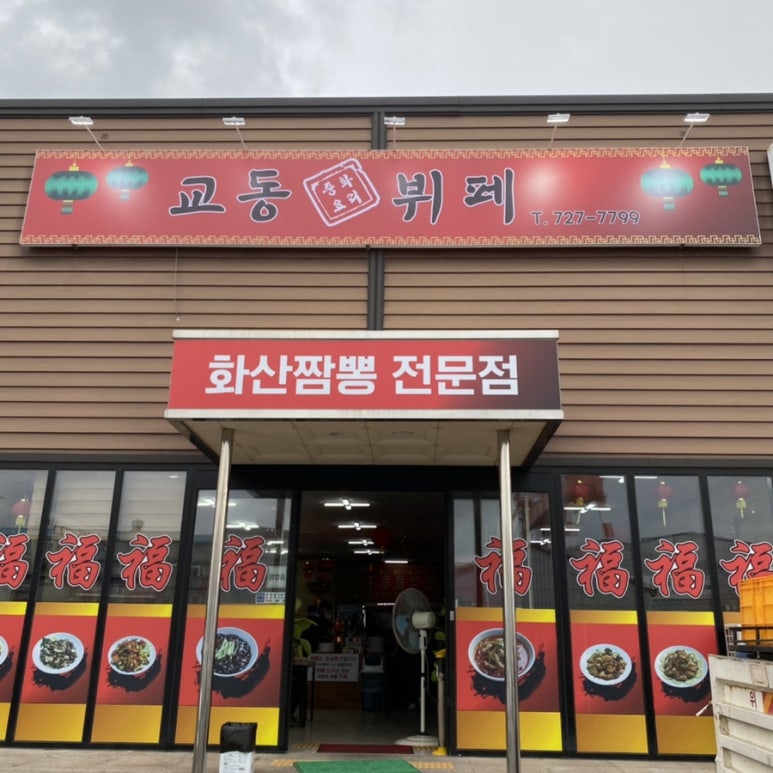 교동 중화요리 뷔페 T. 727-7799
화산짬뽕 전문점
福 福 福 福 福 福 福 福